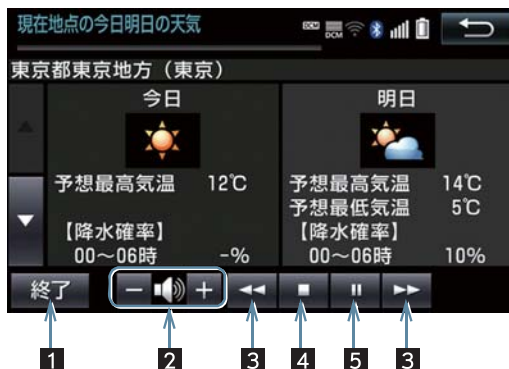 現在地点の今日明日の天気
DCM DCM
東京都東京地方（東京）
今日
予想最高気温 12℃
【降水確率】
00～06時 -%
明日
予想最高気温 14℃
予想最低気温 5℃
【降水確率】
00～06時 10%
終了 － ＋
1 2 3 4 5 3